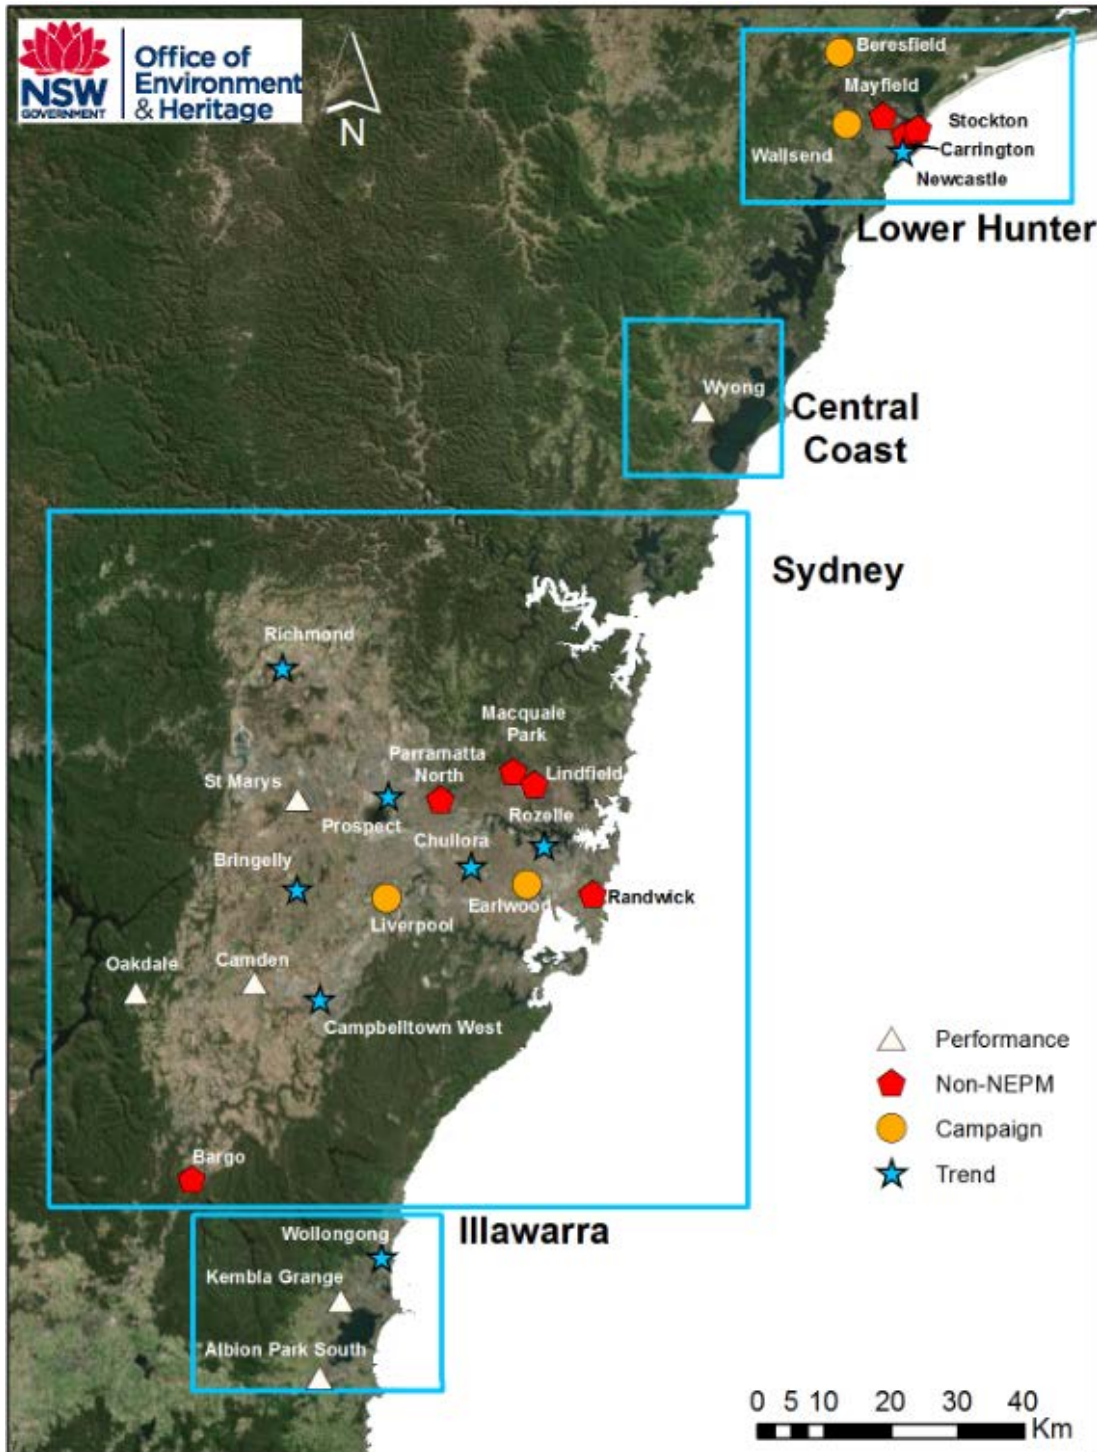 NSW
GOVERNMENT
Office of
Environment
& Heritage
N
Beresfield
Mayfield
Stockton
Wallsend
Carrington
Newcastle
Lower Hunter
Wyong
Central
Coast
Sydney
Richmond
Macquaie
Park
Parramatta
North
Lindfield
St Marys
Prospect
Rozelle
Chullora
Bringelly
Earlwood
Randwick
Liverpool
Oakdale
Camden
Campbelltown West
Performance
Non-NEPM
Campaign
Trend
Bargo
Illawarra
Wollongong
Kembla Grange
Albion Park South
0 5 10 20 30 40
Km